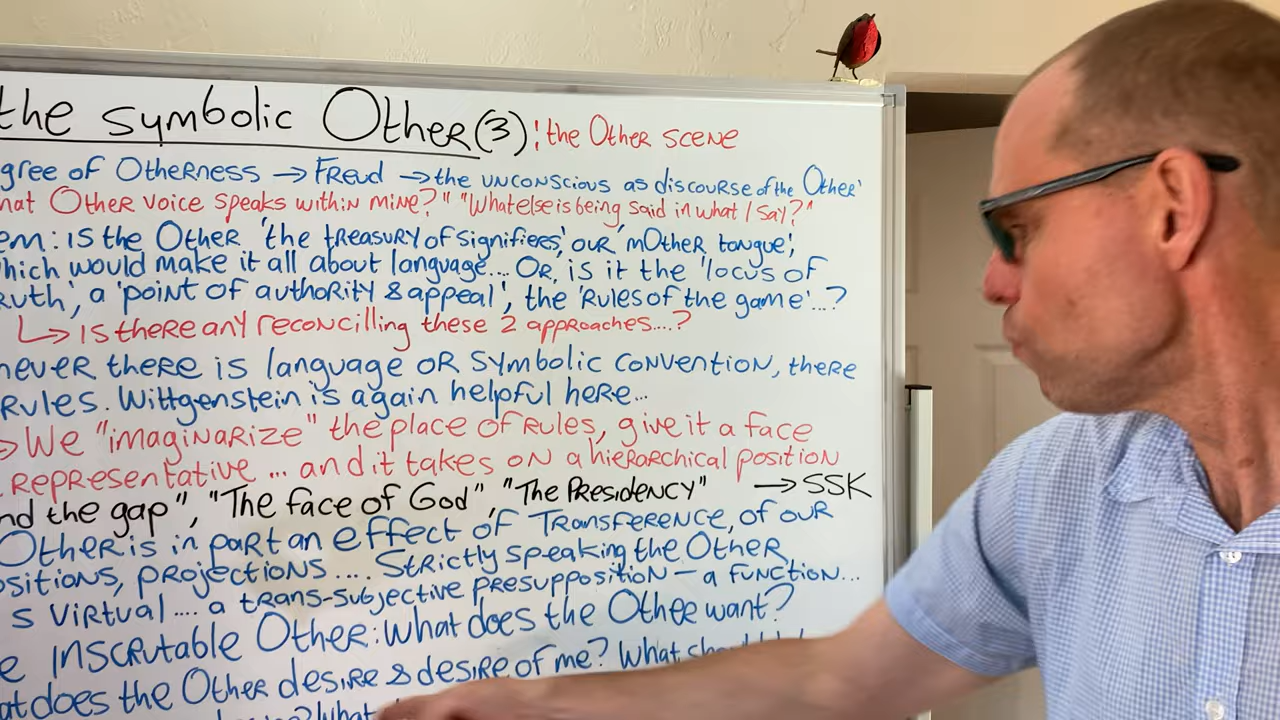 the symbolic Other (3): the Other scene
gree of Otherness → Freud → the unconscious as discourse of the Other'
hat Other voice speaks within mine?" "What else is being said in what I say?"
em: is the Other 'the treasury of signifiers,' our 'mOther tongue',
hich would make it all about language... Or, is it the 'locus of
ruth', a 'point of authority & appeal', the 'rules of the game'...?
↳ Is there any reconcilling these 2 approaches....?
never there is language or symbolic convention, there
rules. Wittgenstein is again helpful here...
> We "imaginarize" the place of rules, give it a face
representative ... and it takes on a hierarchical position
nd the gap", "The face of God", "The Presidency" → SSK
Other is in part an effect of Transference, of our
ositions, projections .... Strictly speaking the Other
s virtual .... a trans-subjective presupposition — a function...
e Inscrutable Other: What does the Other want?
at does the Other desire & desire of me? What
What